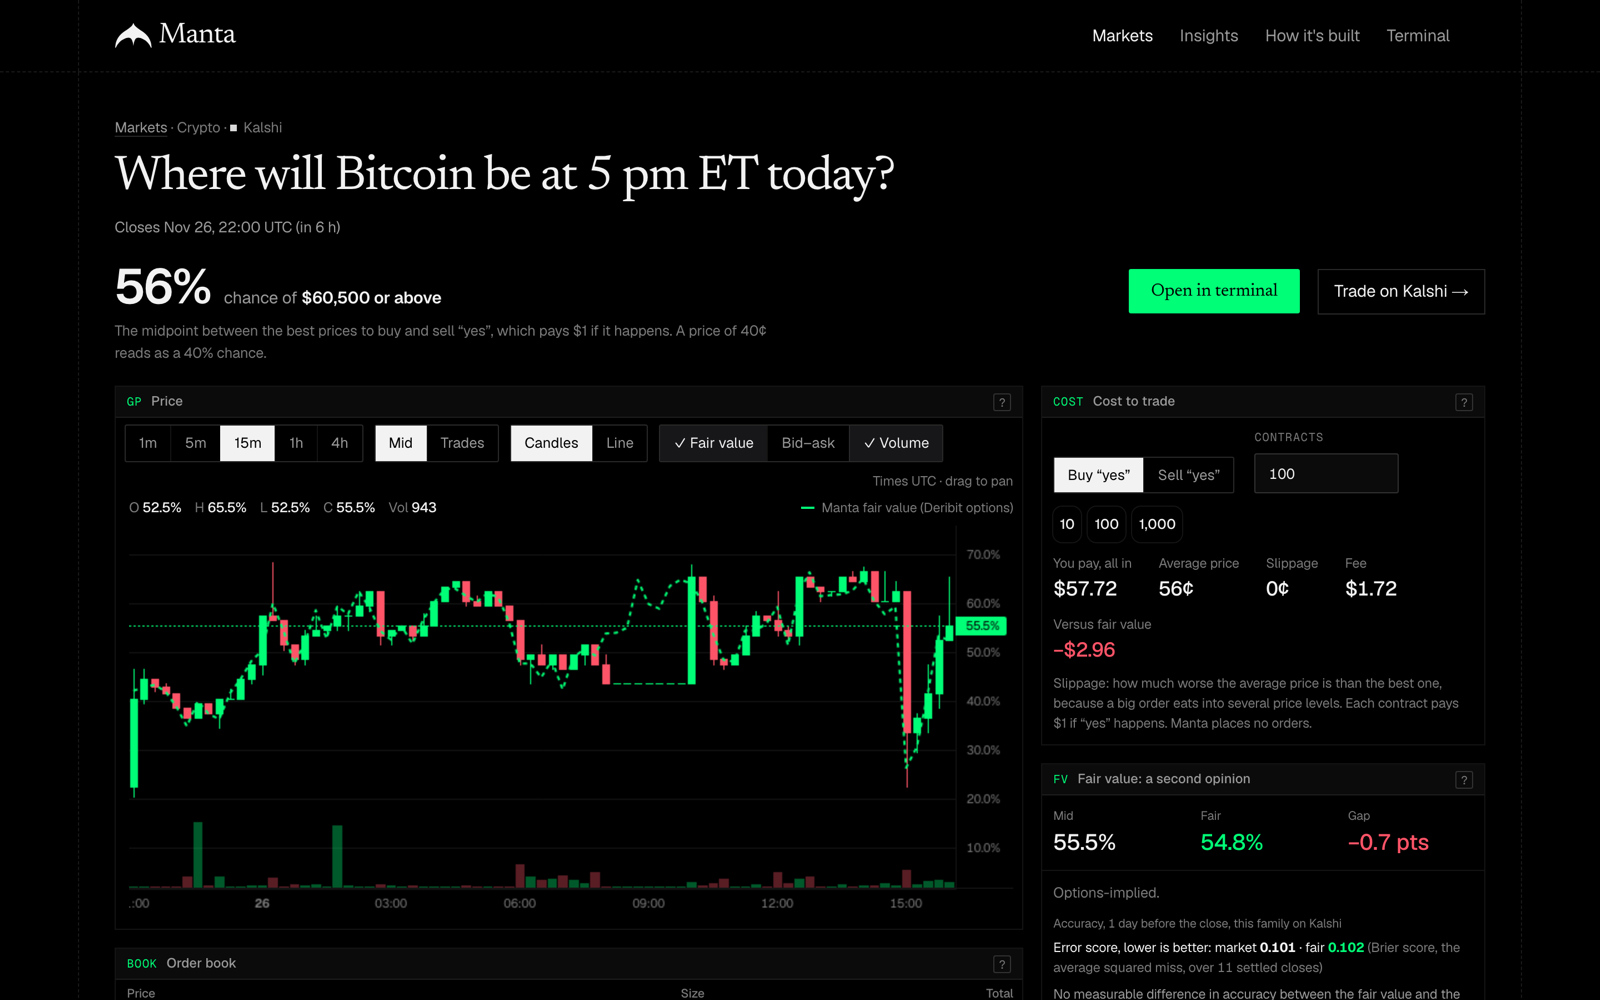 Manta
Markets Insights How it's built Terminal
Markets · Crypto · Kalshi
Where will Bitcoin be at 5 pm ET today?
Closes Nov 26, 22:00 UTC (in 6 h)
56% chance of $60,500 or above
The midpoint between the best prices to buy and sell “yes”, which pays $1 if it happens. A price of 40¢
reads as a 40% chance.
Open in terminal
Trade on Kalshi →
GP Price ?
1m 5m 15m 1h 4h Mid Trades Candles Line ✓ Fair value Bid–ask ✓ Volume
Times UTC · drag to pan
O 52.5% H 65.5% L 52.5% C 55.5% Vol 943
Manta fair value (Deribit options)
70.0%
60.0%
55.5%
50.0%
40.0%
30.0%
20.0%
10.0%
.:00 26 03:00 06:00 09:00 12:00 15:00
BOOK Order book ?
Price Size Total
COST Cost to trade ?
CONTRACTS
Buy “yes” Sell “yes” 100
10 100 1,000
You pay, all in Average price Slippage Fee
$57.72 56¢ 0¢ $1.72
Versus fair value
−$2.96
Slippage: how much worse the average price is than the best one,
because a big order eats into several price levels. Each contract pays
$1 if “yes” happens. Manta places no orders.
FV Fair value: a second opinion ?
Mid Fair Gap
55.5% 54.8% −0.7 pts
Options-implied.
Accuracy, 1 day before the close, this family on Kalshi
Error score, lower is better: market 0.101 · fair 0.102 (Brier score, the
average squared miss, over 11 settled closes)
No measurable difference in accuracy between the fair value and the